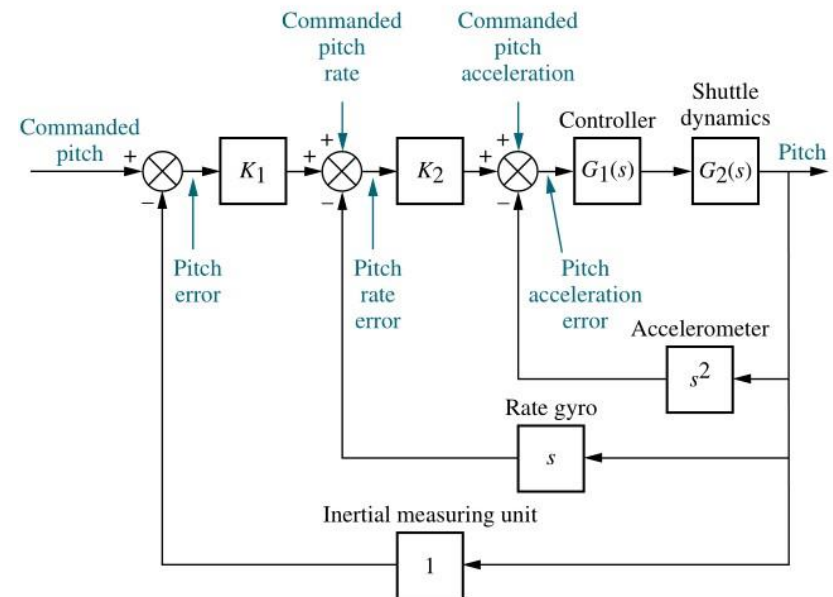 Commanded
pitch
rate
Commanded
pitch
acceleration
Commanded
pitch
Controller
Shuttle
dynamics
Pitch
+
−
K₁
+
+
−
K₂
+
+
−
G₁(s)
G₂(s)
Pitch
error
Pitch
rate
error
Pitch
acceleration
error
Accelerometer
s²
Rate gyro
s
Inertial measuring unit
1